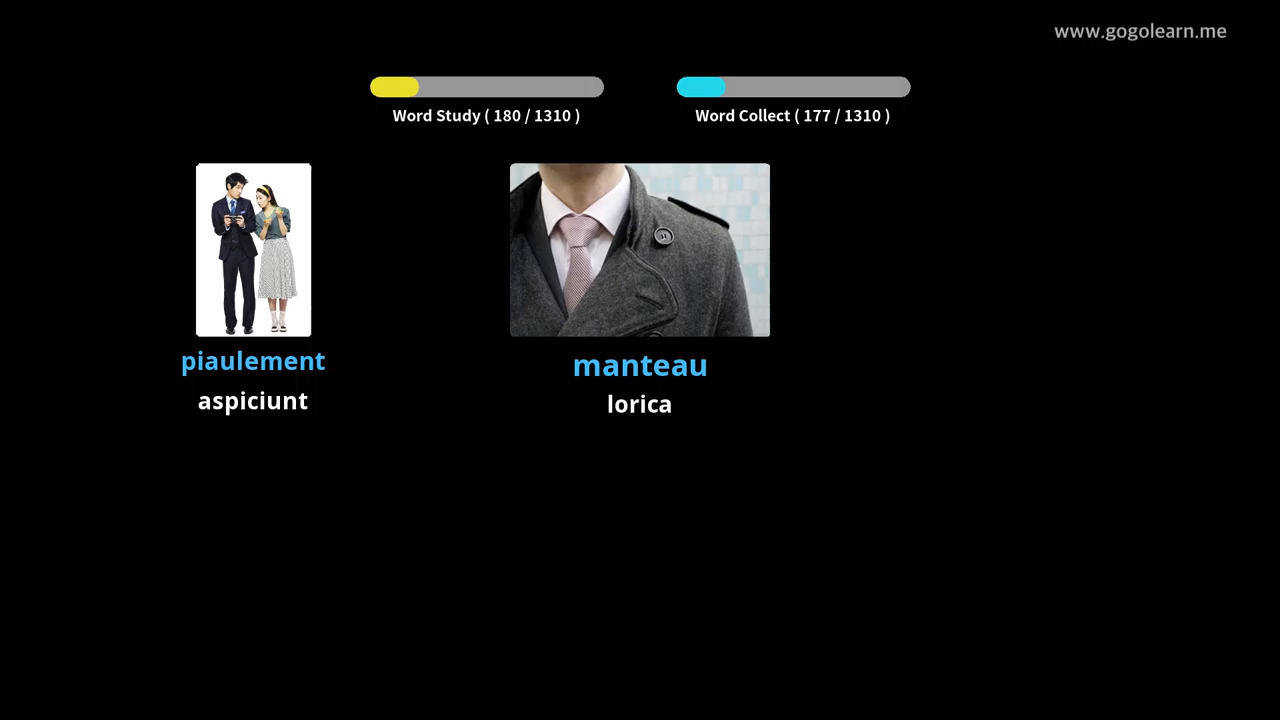 www.gogolearn.me
Word Study ( 180 / 1310 )
Word Collect ( 177 / 1310 )
piaulement
aspiciunt
manteau
lorica